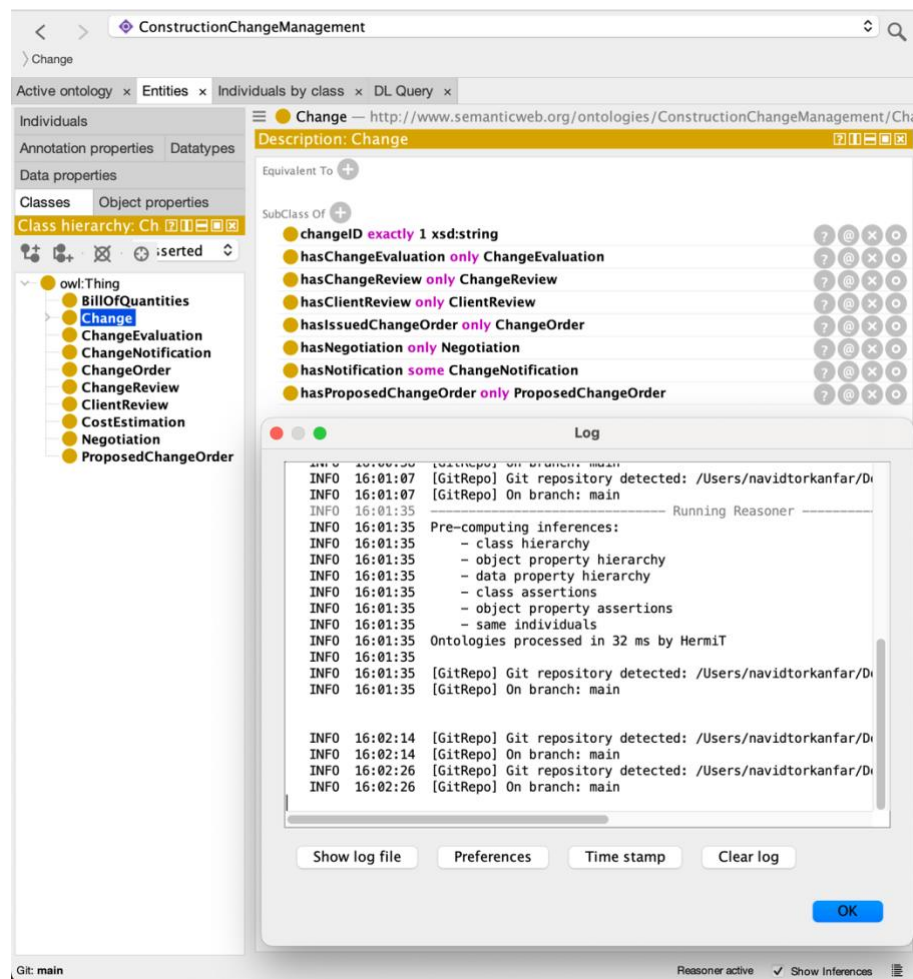 ConstructionChangeManagement
Change
Active ontology × Entities × Individuals by class × DL Query ×
Individuals
Annotation properties Datatypes
Data properties
Classes Object properties
Class hierarchy: Ch
serted
owl:Thing
BillOfQuantities
Change
ChangeEvaluation
ChangeNotification
ChangeOrder
ChangeReview
ClientReview
CostEstimation
Negotiation
ProposedChangeOrder
Change — http://www.semanticweb.org/ontologies/ConstructionChangeManagement/Cha
Description: Change
Equivalent To
SubClass Of
changeID exactly 1 xsd:string
hasChangeEvaluation only ChangeEvaluation
hasChangeReview only ChangeReview
hasClientReview only ClientReview
hasIssuedChangeOrder only ChangeOrder
hasNegotiation only Negotiation
hasNotification some ChangeNotification
hasProposedChangeOrder only ProposedChangeOrder
Log
INFO 16:01:07 [GitRepo] Git repository detected: /Users/navidtorkanfar/D
INFO 16:01:07 [GitRepo] On branch: main
INFO 16:01:35 ------------------------------- Running Reasoner ----------
INFO 16:01:35 Pre-computing inferences:
INFO 16:01:35 - class hierarchy
INFO 16:01:35 - object property hierarchy
INFO 16:01:35 - data property hierarchy
INFO 16:01:35 - class assertions
INFO 16:01:35 - object property assertions
INFO 16:01:35 - same individuals
INFO 16:01:35 Ontologies processed in 32 ms by HermiT
INFO 16:01:35
INFO 16:01:35 [GitRepo] Git repository detected: /Users/navidtorkanfar/D
INFO 16:01:35 [GitRepo] On branch: main
INFO 16:02:14 [GitRepo] Git repository detected: /Users/navidtorkanfar/D
INFO 16:02:14 [GitRepo] On branch: main
INFO 16:02:26 [GitRepo] Git repository detected: /Users/navidtorkanfar/D
INFO 16:02:26 [GitRepo] On branch: main
Show log file Preferences Time stamp Clear log
OK
Git: main Reasoner active ✓ Show Inferences